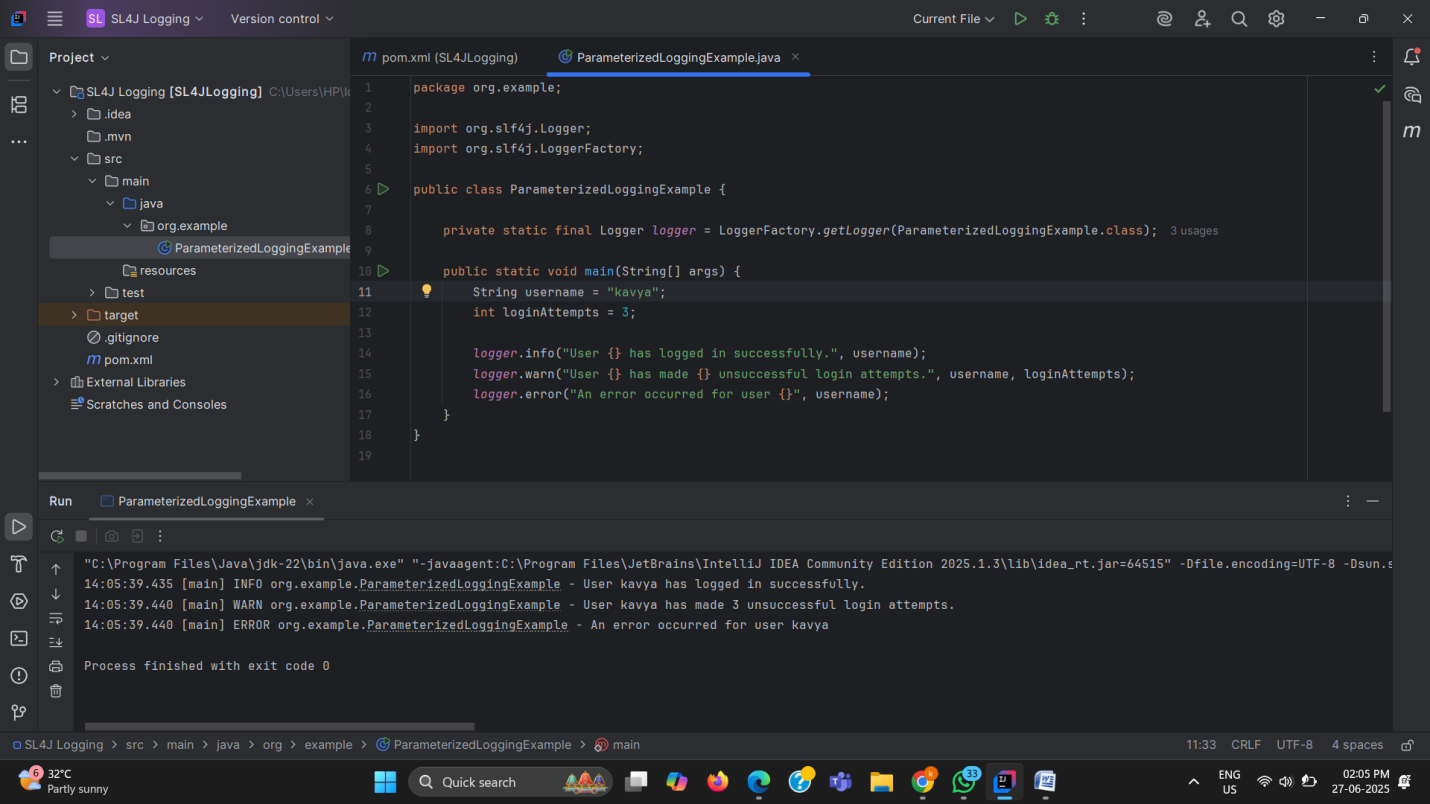 SL SL4J Logging Version control Current File
Project
pom.xml (SL4JLogging) ParameterizedLoggingExample.java
SL4J Logging [SL4JLogging] C:\Users\HP\Ic
.idea
.mvn
src
main
java
org.example
ParameterizedLoggingExample
resources
test
target
.gitignore
pom.xml
External Libraries
Scratches and Consoles
1 package org.example;
2
3 import org.slf4j.Logger;
4 import org.slf4j.LoggerFactory;
5
6 public class ParameterizedLoggingExample {
7
8 private static final Logger logger = LoggerFactory.getLogger(ParameterizedLoggingExample.class); 3 usages
9
10 public static void main(String[] args) {
11 String username = "kavya";
12 int loginAttempts = 3;
13
14 logger.info("User {} has logged in successfully.", username);
15 logger.warn("User {} has made {} unsuccessful login attempts.", username, loginAttempts);
16 logger.error("An error occurred for user {}", username);
17 }
18 }
19
Run ParameterizedLoggingExample
"C:\Program Files\Java\jdk-22\bin\java.exe" "-javaagent:C:\Program Files\JetBrains\IntelliJ IDEA Community Edition 2025.1.3\lib\idea_rt.jar=64515" -Dfile.encoding=UTF-8 -Dsun.s
14:05:39.435 [main] INFO org.example.ParameterizedLoggingExample - User kavya has logged in successfully.
14:05:39.440 [main] WARN org.example.ParameterizedLoggingExample - User kavya has made 3 unsuccessful login attempts.
14:05:39.440 [main] ERROR org.example.ParameterizedLoggingExample - An error occurred for user kavya
Process finished with exit code 0
SL4J Logging > src > main > java > org > example > ParameterizedLoggingExample > main 11:33 CRLF UTF-8 4 spaces
6 32°C
Partly sunny
Quick search
33
ENG
US
02:05 PM
27-06-2025